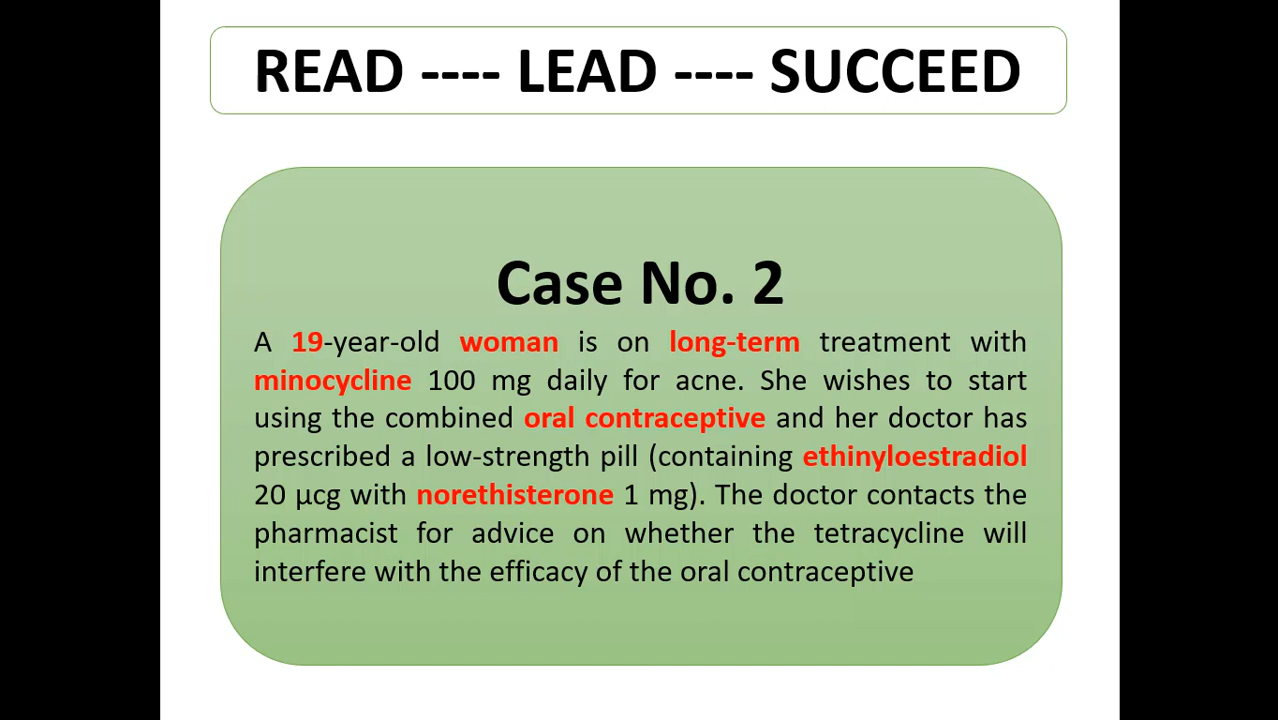 READ ---- LEAD ---- SUCCEED
Case No. 2
A 19-year-old woman is on long-term treatment with
minocycline 100 mg daily for acne. She wishes to start
using the combined oral contraceptive and her doctor has
prescribed a low-strength pill (containing ethinyloestradiol
20 µcg with norethisterone 1 mg). The doctor contacts the
pharmacist for advice on whether the tetracycline will
interfere with the efficacy of the oral contraceptive